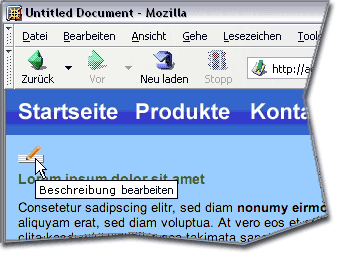 Untitled Document - Mozilla
Datei Bearbeiten Ansicht Gehe Lesezeichen
Zurück Vor Neu laden Stopp http://a
Startseite Produkte Konta
Lorem ipsum dolor sit amet
Beschreibung bearbeiten
Consetetur sadipscing elitr, sed diam nonumy eirmo
aliquyam erat, sed diam voluptua. At vero eos et
takimata